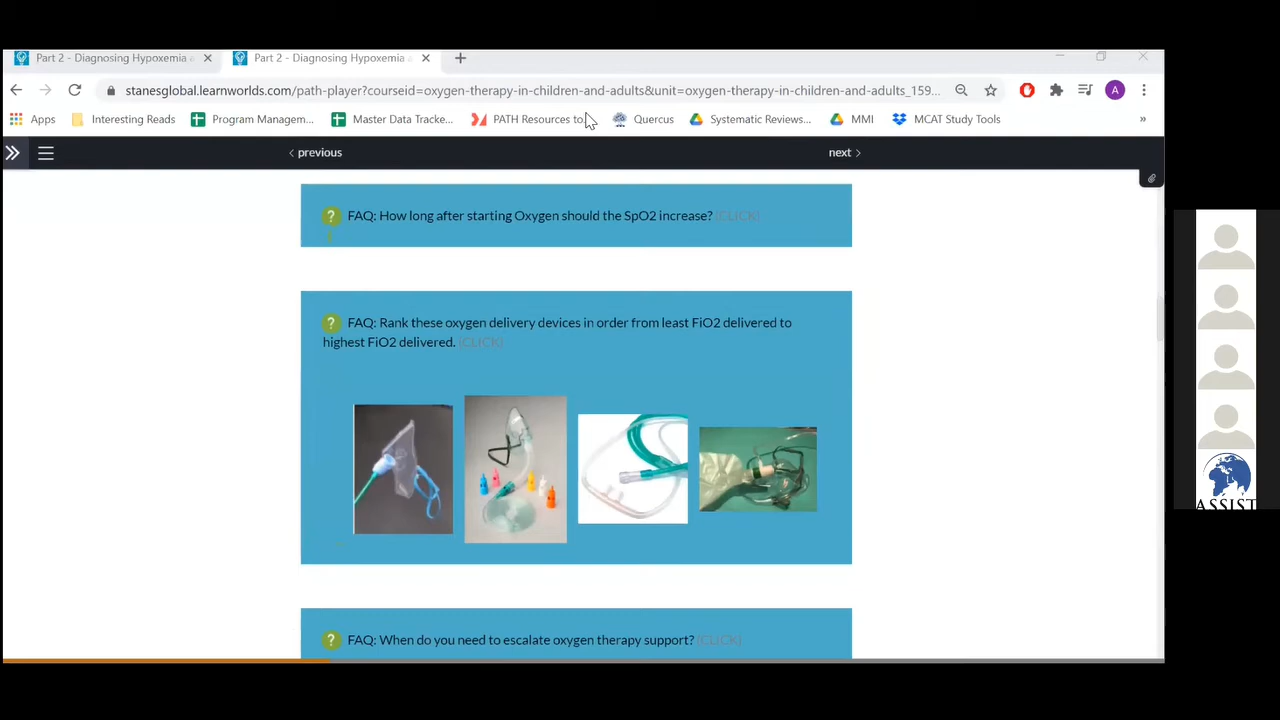 Part 2 - Diagnosing Hypoxemia
Part 2 - Diagnosing Hypoxemia
stanesglobal.learnworlds.com/path-player?courseid=oxygen-therapy-in-children-and-adults&unit=oxygen-therapy-in-children-and-adults_159...
A
Apps Interesting Reads Program Managem... Master Data Tracke... PATH Resources to Quercus Systematic Reviews... MMI MCAT Study Tools »
< previous next >
? FAQ: How long after starting Oxygen should the SpO2 increase? (CLICK)
? FAQ: Rank these oxygen delivery devices in order from least FiO2 delivered to
highest FiO2 delivered. (CLICK)
? FAQ: When do you need to escalate oxygen therapy support? (CLICK)
ASSIST